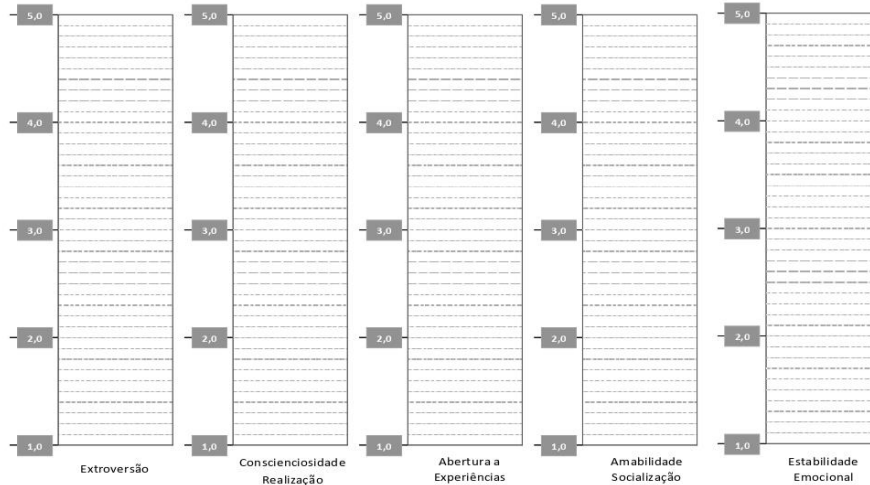 5,0 5,0 5,0 5,0 5,0
4,0 4,0 4,0 4,0 4,0
3,0 3,0 3,0 3,0 3,0
2,0 2,0 2,0 2,0 2,0
1,0 1,0 1,0 1,0 1,0
Extroversão
Conscienciosidade
Realização
Abertura a
Experiências
Amabilidade
Socialização
Estabilidade
Emocional